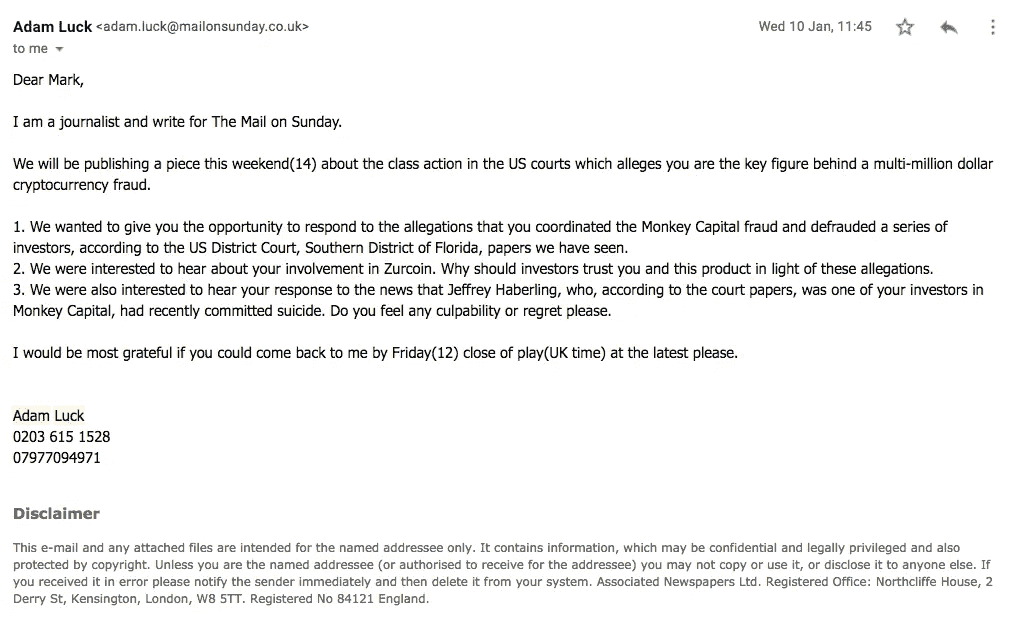 Adam Luck <adam.luck@mailonsunday.co.uk>
Wed 10 Jan, 11:45
to me
Dear Mark,
I am a journalist and write for The Mail on Sunday.
We will be publishing a piece this weekend(14) about the class action in the US courts which alleges you are the key figure behind a multi-million dollar
cryptocurrency fraud.
1. We wanted to give you the opportunity to respond to the allegations that you coordinated the Monkey Capital fraud and defrauded a series of
investors, according to the US District Court, Southern District of Florida, papers we have seen.
2. We were interested to hear about your involvement in Zurcoin. Why should investors trust you and this product in light of these allegations.
3. We were also interested to hear your response to the news that Jeffrey Haberling, who, according to the court papers, was one of your investors in
Monkey Capital, had recently committed suicide. Do you feel any culpability or regret please.
I would be most grateful if you could come back to me by Friday(12) close of play(UK time) at the latest please.
Adam Luck
0203 615 1528
07977094971
Disclaimer
This e-mail and any attached files are intended for the named addressee only. It contains information, which may be confidential and legally privileged and also
protected by copyright. Unless you are the named addressee (or authorised to receive for the addressee) you may not copy or use it, or disclose it to anyone else. If
you received it in error please notify the sender immediately and then delete it from your system. Associated Newspapers Ltd. Registered Office: Northcliffe House, 2
Derry St, Kensington, London, W8 5TT. Registered No 84121 England.